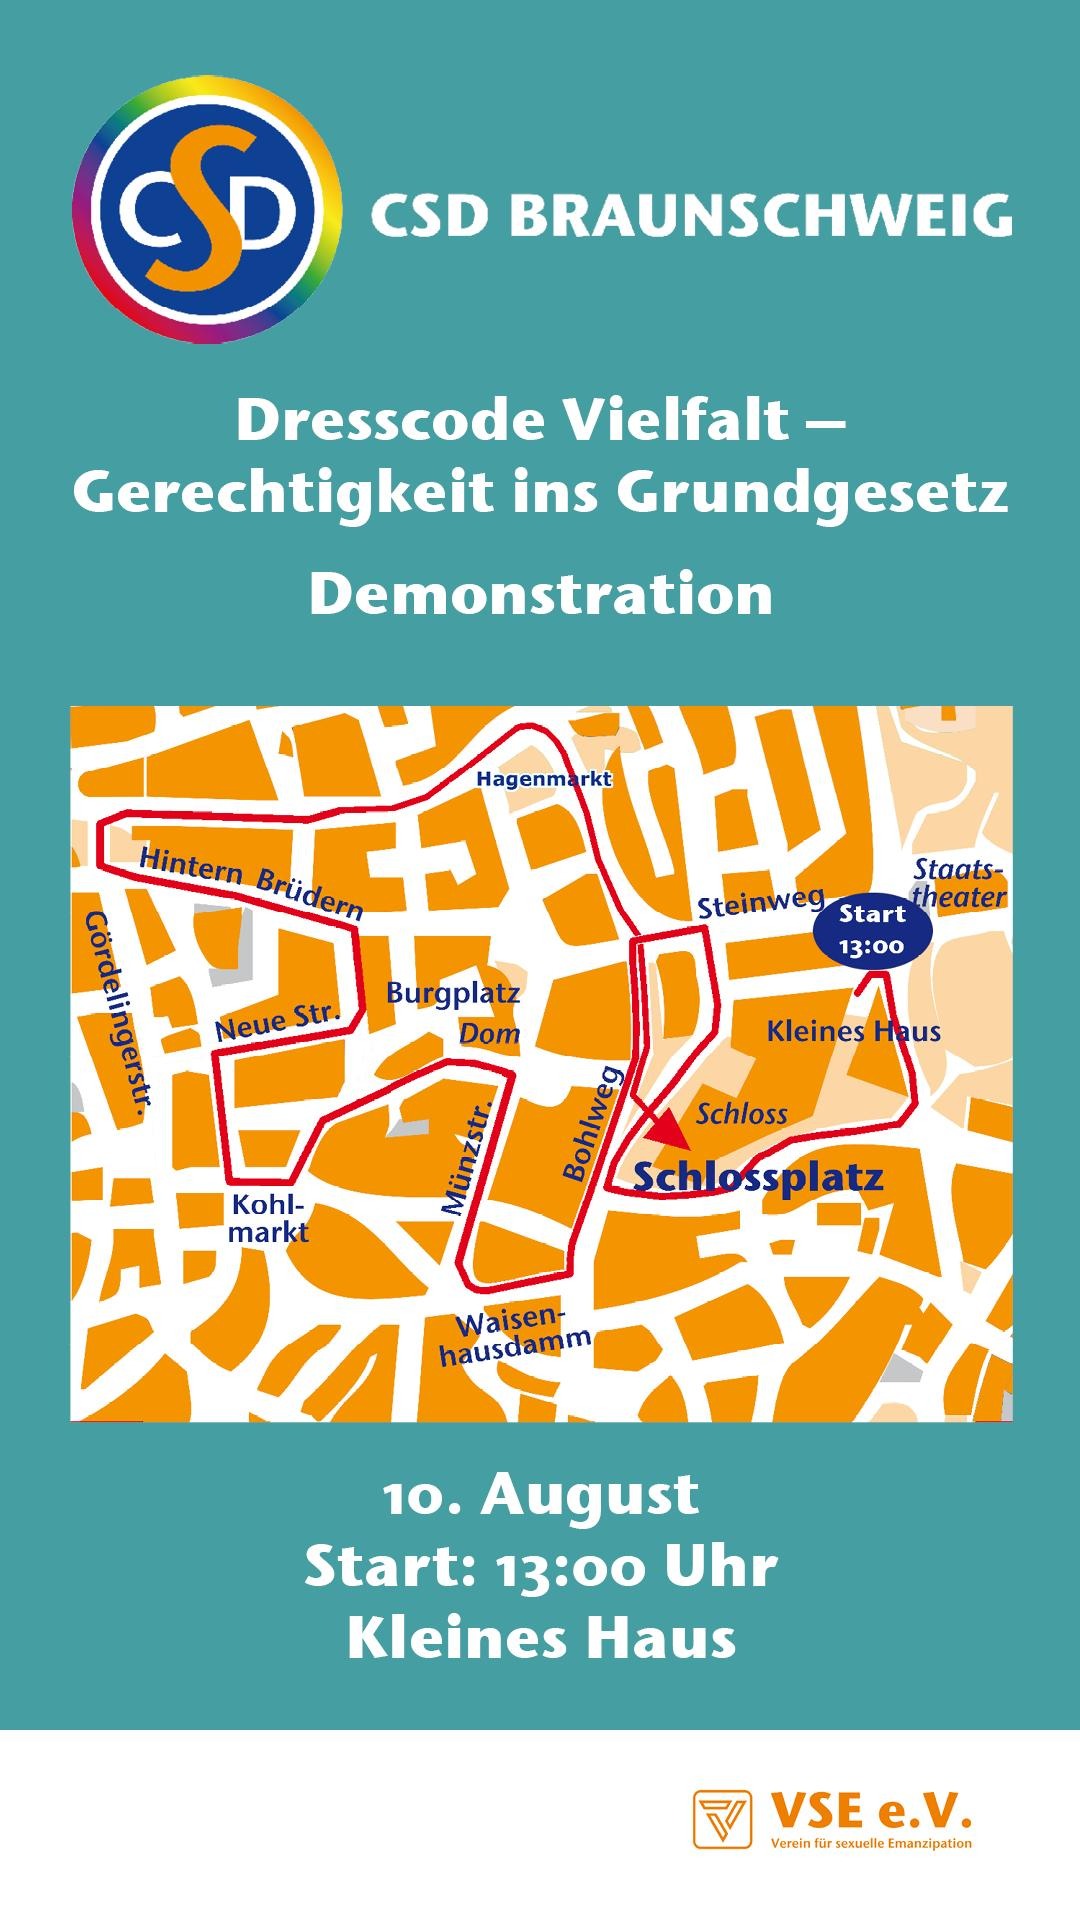 CSD
CSD BRAUNSCHWEIG
Dresscode Vielfalt –
Gerechtigkeit ins Grundgesetz
Demonstration
Hagenmarkt
Hintern Brüdern
Steinweg
Staats-
theater
Start
13:00
Gördelingerstr.
Burgplatz
Dom
Neue Str.
Kleines Haus
Schloss
Bohlweg
Münzstr.
Schlossplatz
Kohl-
markt
Waisen-
hausdamm
10. August
Start: 13:00 Uhr
Kleines Haus
VSE e.V.
Verein für sexuelle Emanzipation